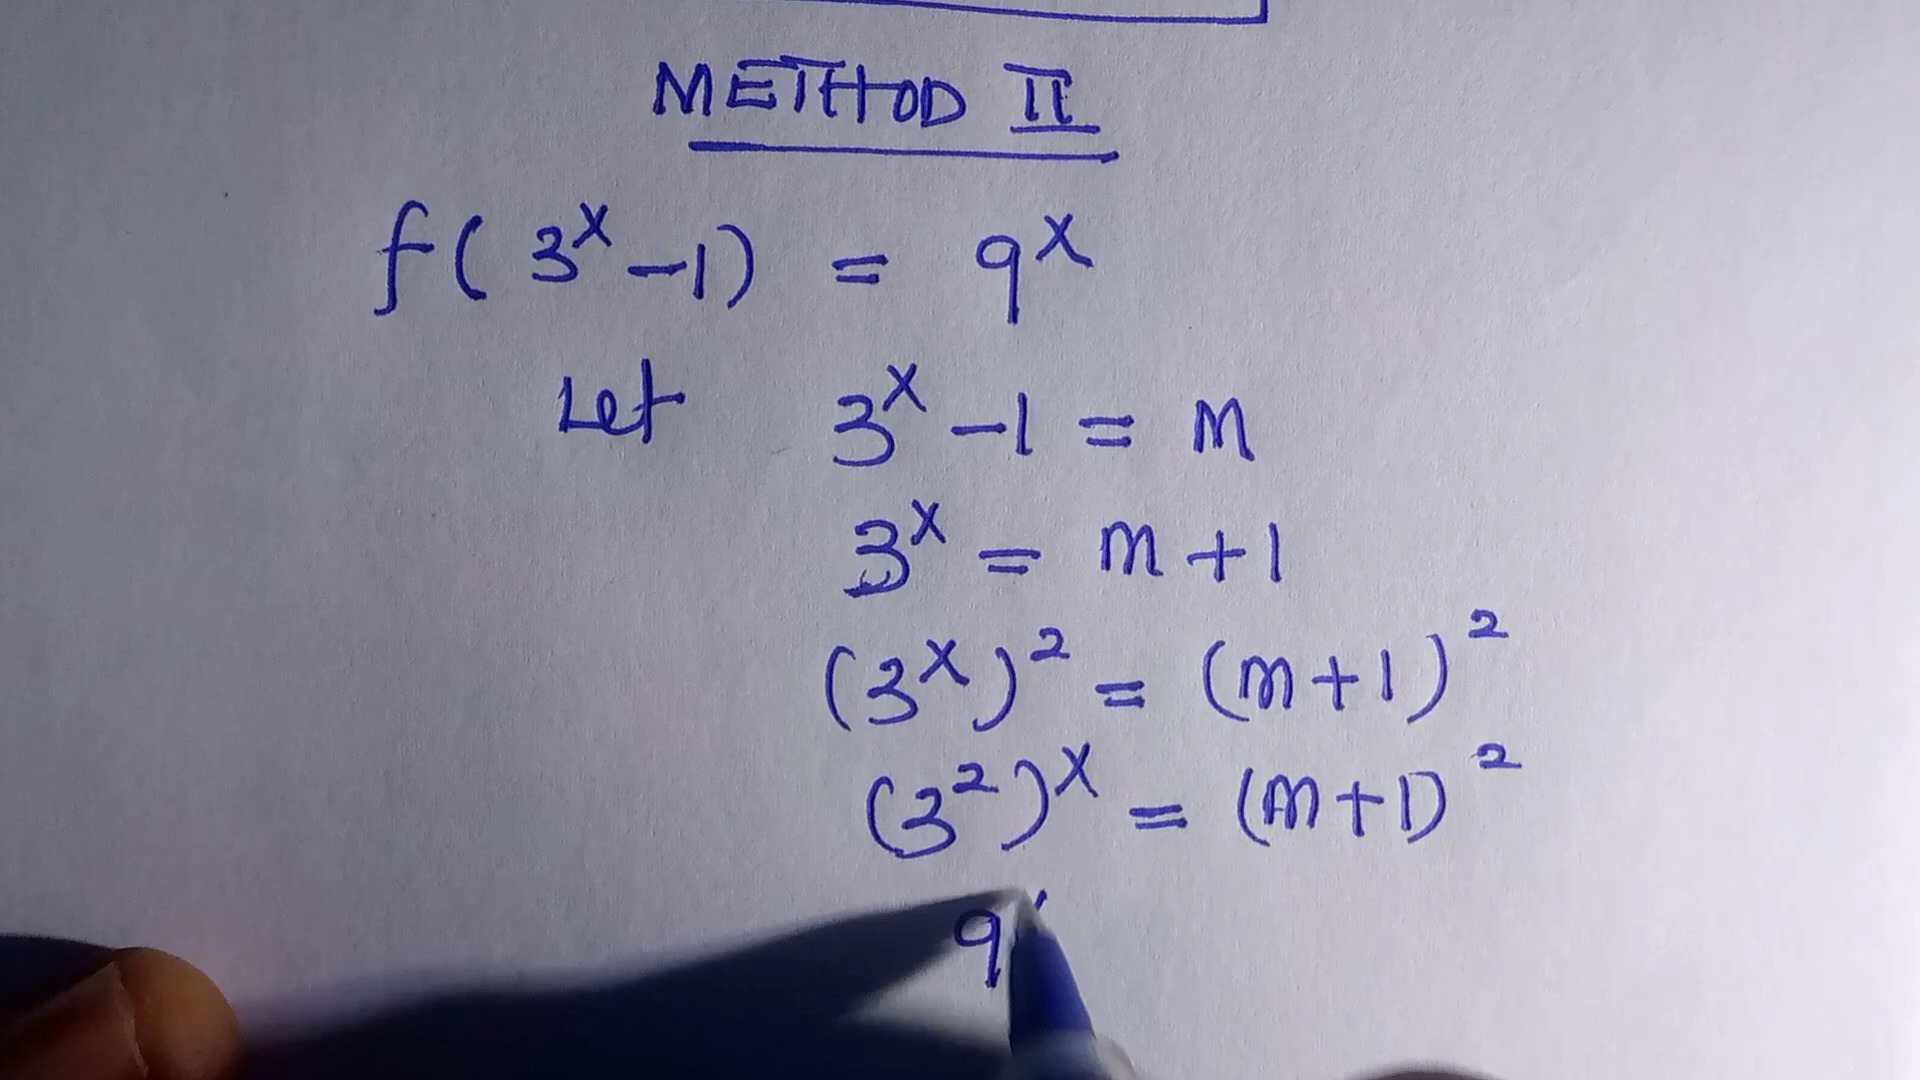 METHOD II
f(3^x-1) = 9^x
Let 3^x-1 = m
3^x = m+1
(3^x)^2 = (m+1)^2
(3^2)^x = (m+1)^2
9